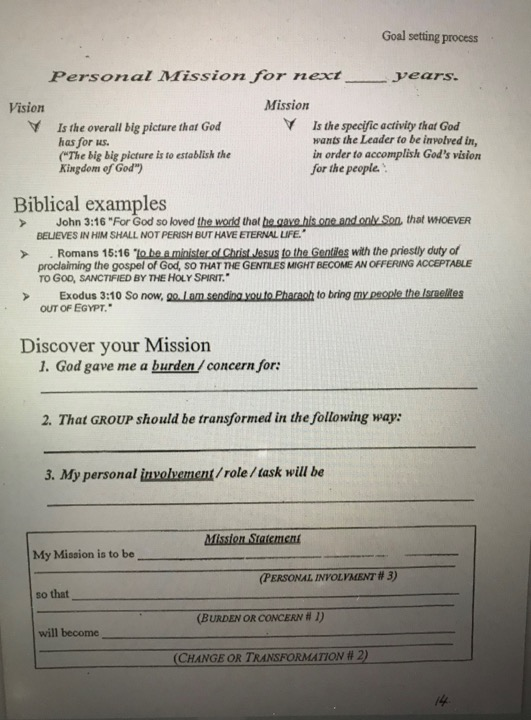 Goal setting process
Personal Mission for next ____ years.
Vision
Is the overall big picture that God
has for us.
("The big big picture is to establish the
Kingdom of God")
Mission
Is the specific activity that God
wants the Leader to be involved in,
in order to accomplish God's vision
for the people.
Biblical examples
John 3:16 "For God so loved the world that he gave his one and only Son, that WHOEVER
BELIEVES IN HIM SHALL NOT PERISH BUT HAVE ETERNAL LIFE."
Romans 15:16 "to be a minister of Christ Jesus to the Gentiles with the priestly duty of
proclaiming the gospel of God, SO THAT THE GENTILES MIGHT BECOME AN OFFERING ACCEPTABLE
TO GOD, SANCTIFIED BY THE HOLY SPIRIT."
Exodus 3:10 So now, go. I am sending you to Pharaoh to bring my people the Israelites
OUT OF EGYPT."
Discover your Mission
1. God gave me a burden / concern for:
2. That GROUP should be transformed in the following way:
3. My personal involvement / role / task will be
Mission Statement
My Mission is to be
(PERSONAL INVOLVMENT # 3)
so that
(BURDEN OR CONCERN # 1)
will become
(CHANGE OR TRANSFORMATION # 2)
14